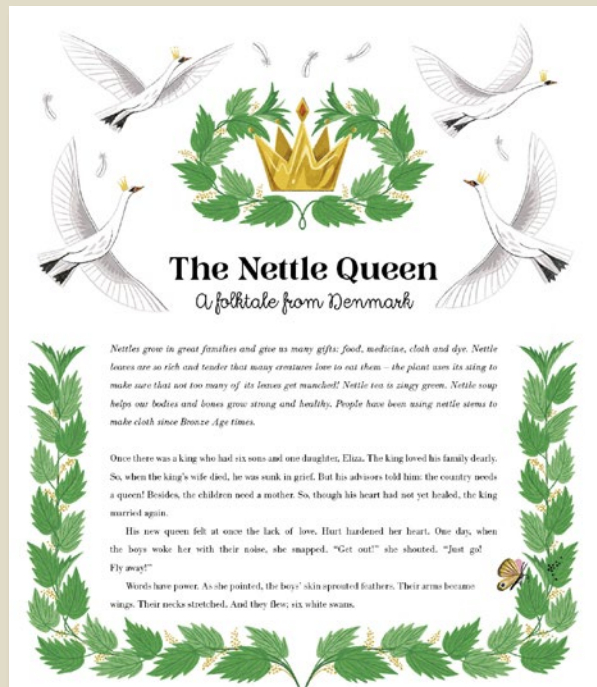 The Nettle Queen
A folktale from Denmark
Nettles grow in great families and give us many gifts: food, medicine, cloth and dye. Nettle
leaves are so rich and tender that many creatures love to eat them – the plant uses its sting to
make sure that not too many of its leaves get munched! Nettle tea is zingy green. Nettle soup
helps our bodies and bones grow strong and healthy. People have been using nettle stems to
make cloth since Bronze Age times.
Once there was a king who had six sons and one daughter, Eliza. The king loved his family dearly.
So, when the king's wife died, he was sunk in grief. But his advisors told him: the country needs
a queen! Besides, the children need a mother. So, though his heart had not yet healed, the king
married again.
His new queen felt at once the lack of love. Hurt hardened her heart. One day, when
the boys woke her with their noise, she snapped. “Get out!” she shouted. “Just go!
Fly away!”
Words have power. As she pointed, the boys' skin sprouted feathers. Their arms became
wings. Their necks stretched. And they flew; six white swans.